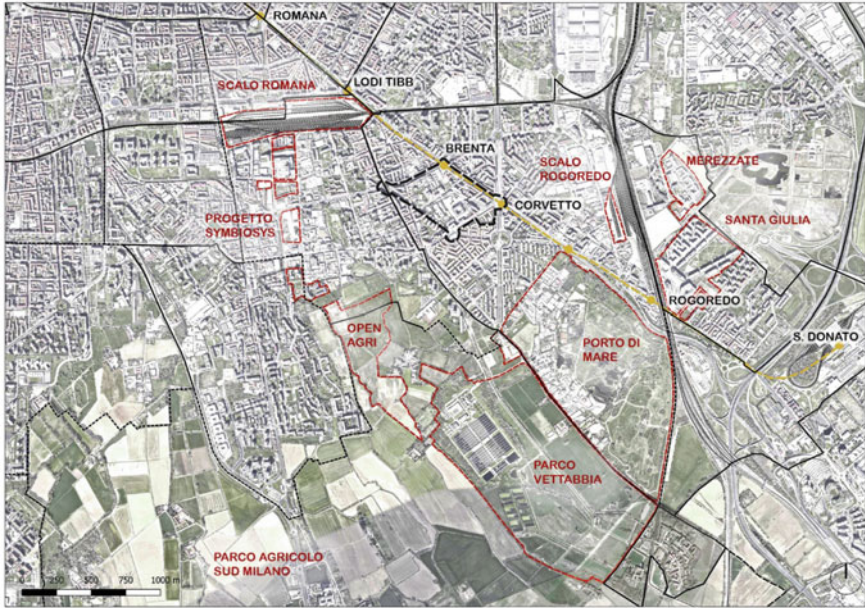 ROMANA
SCALO ROMANA
LODI TIBB
BRENTA
SCALO
ROGOREDO
MEREZZATE
CORVETTO
SANTA GIULIA
PROGETTO
SYMBIOSYS
ROGOREDO
OPEN
AGRI
PORTO DI
MARE
S. DONATO
PARCO
VETTABBIA
PARCO AGRICOLO
SUD MILANO
0 250 500 750 1000 m